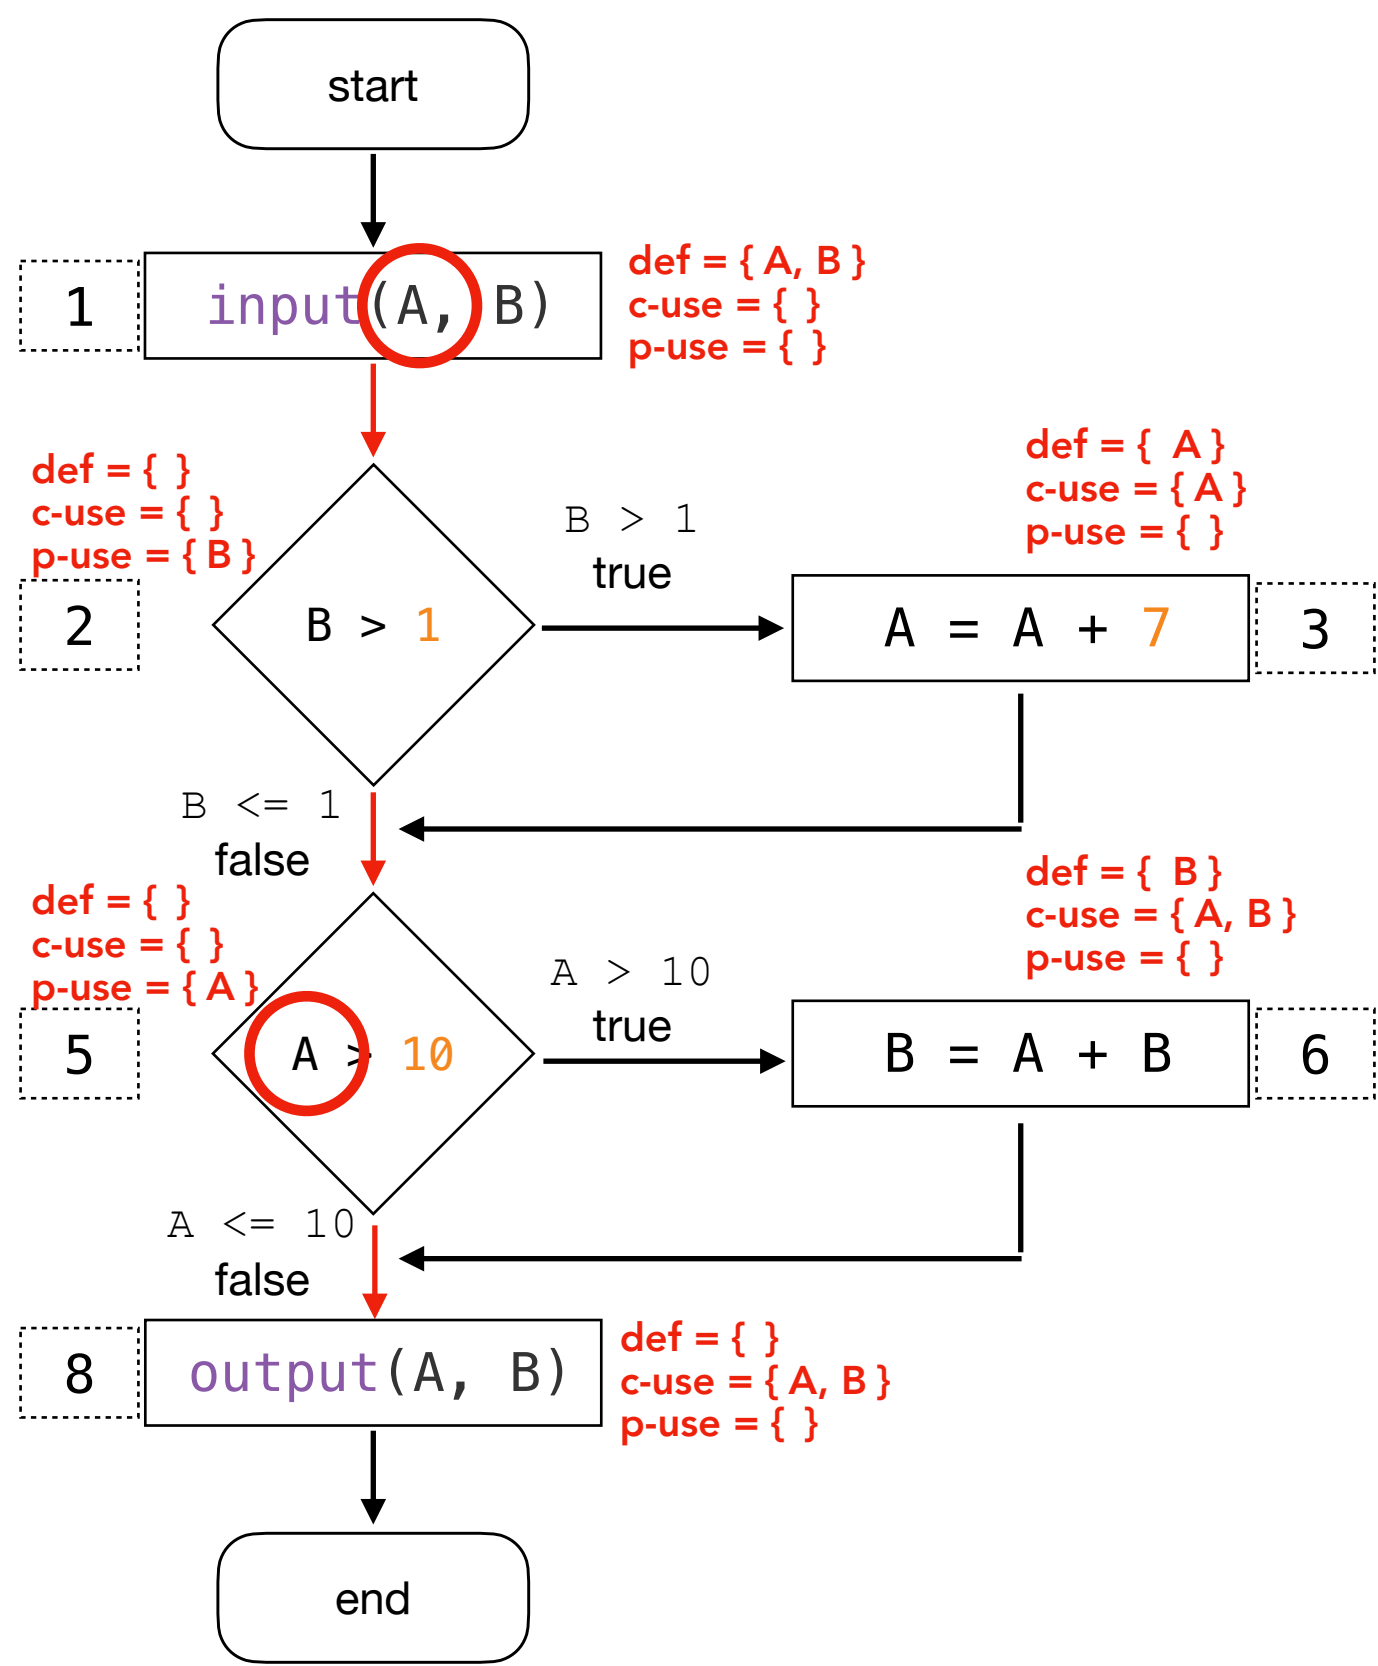 start
1
input(A, B)
def = { A, B }
c-use = { }
p-use = { }
def = { }
c-use = { }
p-use = { B }
2
B > 1
B > 1
true
def = { A }
c-use = { A }
p-use = { }
A = A + 7
3
B <= 1
false
def = { }
c-use = { }
p-use = { A }
5
A > 10
A > 10
true
def = { B }
c-use = { A, B }
p-use = { }
B = A + B
6
A <= 10
false
8
output(A, B)
def = { }
c-use = { A, B }
p-use = { }
end